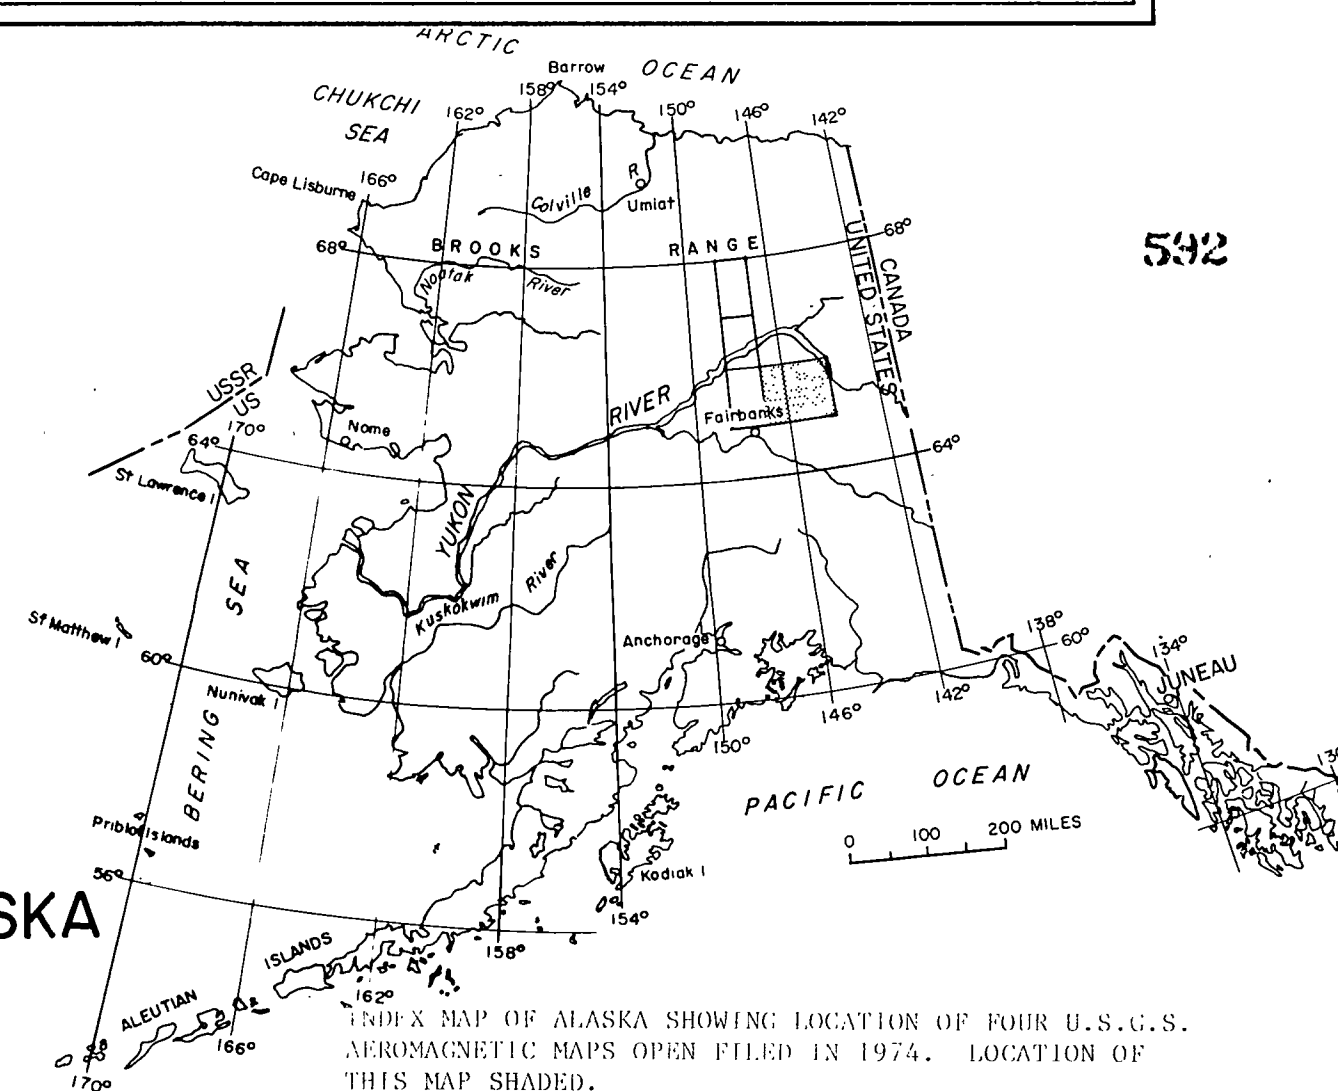 ARCTIC OCEAN
Barrow
CHUKCHI
SEA
158° 154°
162° 150° 146° 142°
Cape Lisburne 166°
R
Colville
Umiat
68° BROOKS RANGE 68°
Noatak River
UNITED STATES
CANADA
592
USSR
US
170°
RIVER
Fairbanks
Nome
64° 64°
St Lawrence I
YUKON
SEA
Kuskokwim River
St Matthew I
Anchorage
138°
60°
134°
JUNEAU
60°
Nunivak I
142°
146°
150°
BERING
PACIFIC OCEAN
0 100 200 MILES
Pribilof Islands
56°
Kodiak I
154°
158°
SKA
ISLANDS
162°
ALEUTIAN
166°
170°
INDEX MAP OF ALASKA SHOWING LOCATION OF FOUR U.S.G.S.
AEROMAGNETIC MAPS OPEN FILED IN 1974. LOCATION OF
THIS MAP SHADED.